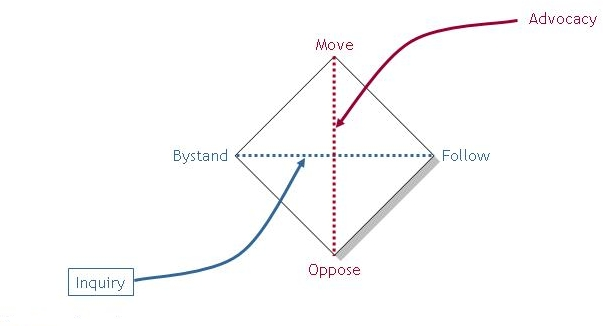 Advocacy
Move
Bystand
Follow
Oppose
Inquiry